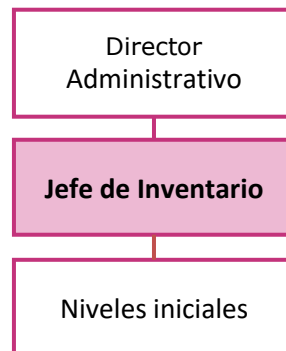 Director
Administrativo
Jefe de Inventario
Niveles iniciales